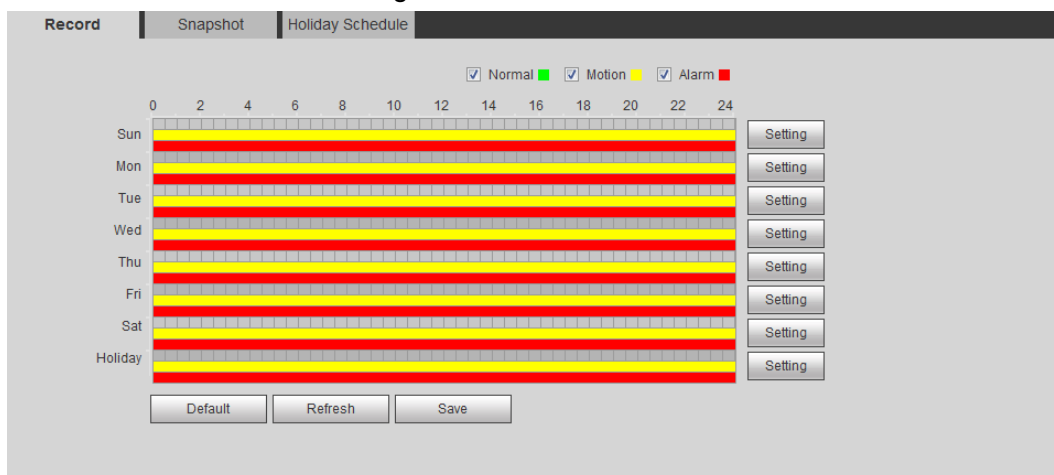 Record Snapshot Holiday Schedule
Normal Motion Alarm
0 2 4 6 8 10 12 14 16 18 20 22 24
Sun Setting
Mon Setting
Tue Setting
Wed Setting
Thu Setting
Fri Setting
Sat Setting
Holiday Setting
Default Refresh Save